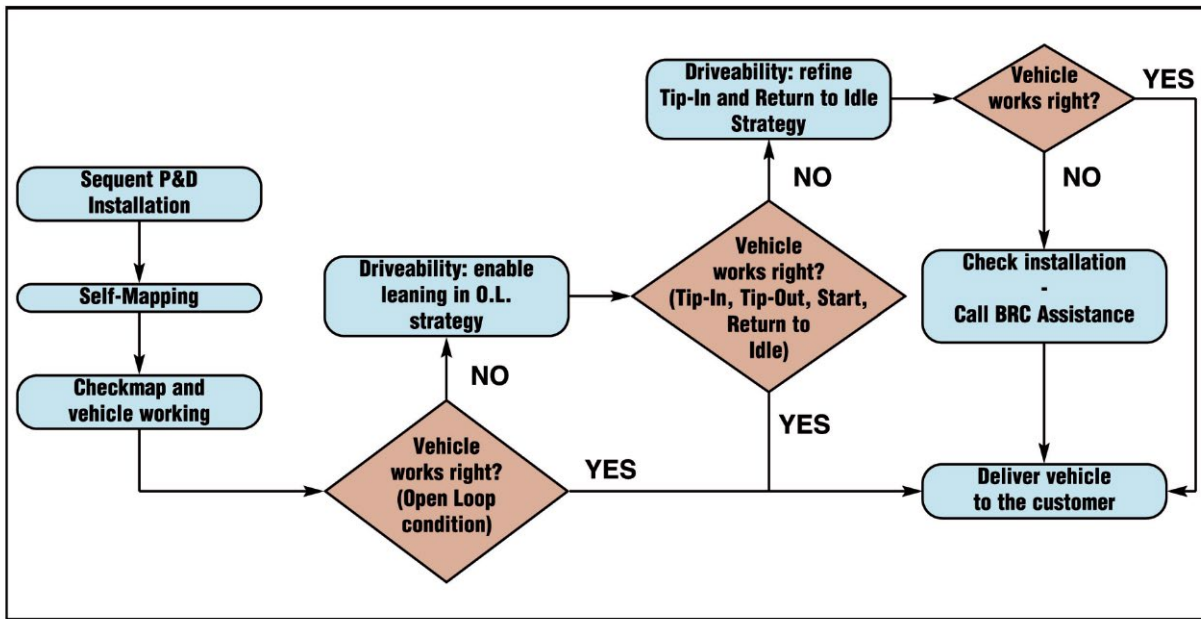 Sequent P&D
Installation
Self-Mapping
Checkmap and
vehicle working
Vehicle
works right?
(Open Loop
condition)
NO
YES
Driveability: enable
leaning in O.L.
strategy
Vehicle
works right?
(Tip-In, Tip-Out, Start,
Return to
Idle)
NO
YES
Driveability: refine
Tip-In and Return to Idle
Strategy
Vehicle
works right?
YES
NO
Check installation
-
Call BRC Assistance
Deliver vehicle
to the customer